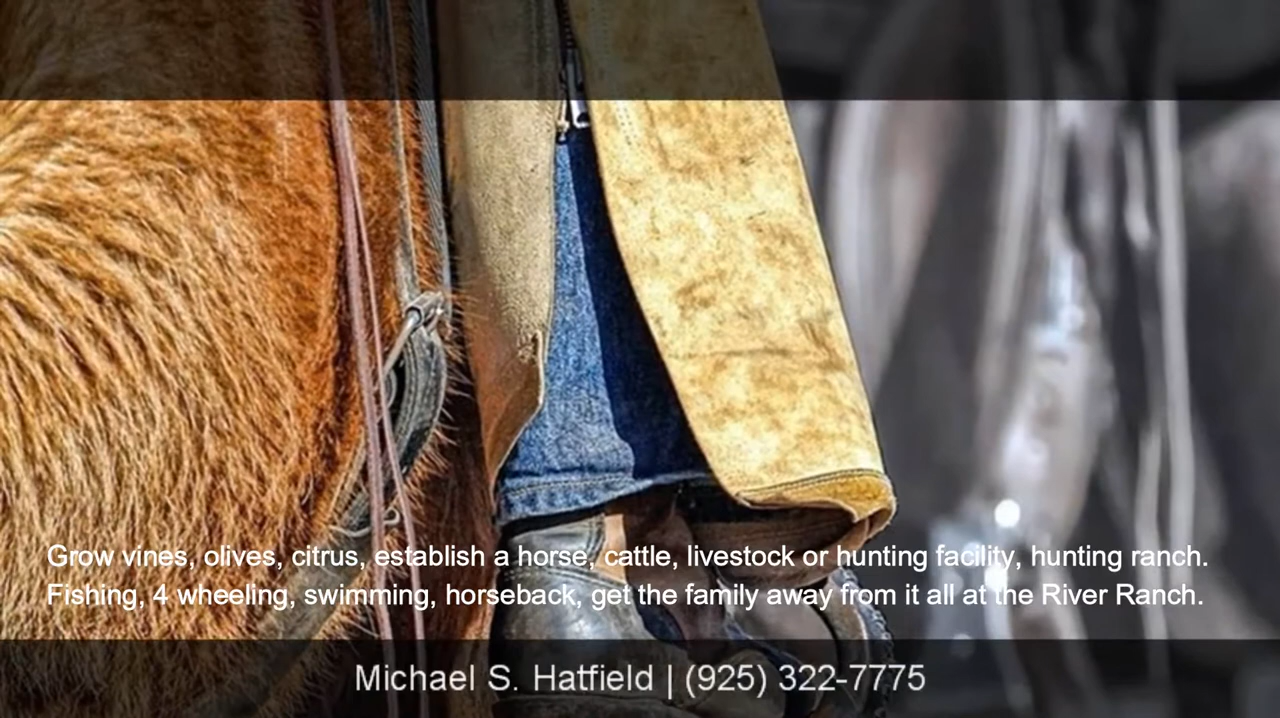 Grow vines, olives, citrus, establish a horse, cattle, livestock or hunting facility, hunting ranch.
Fishing, 4 wheeling, swimming, horseback, get the family away from it all at the River Ranch.
Michael S. Hatfield | (925) 322-7775